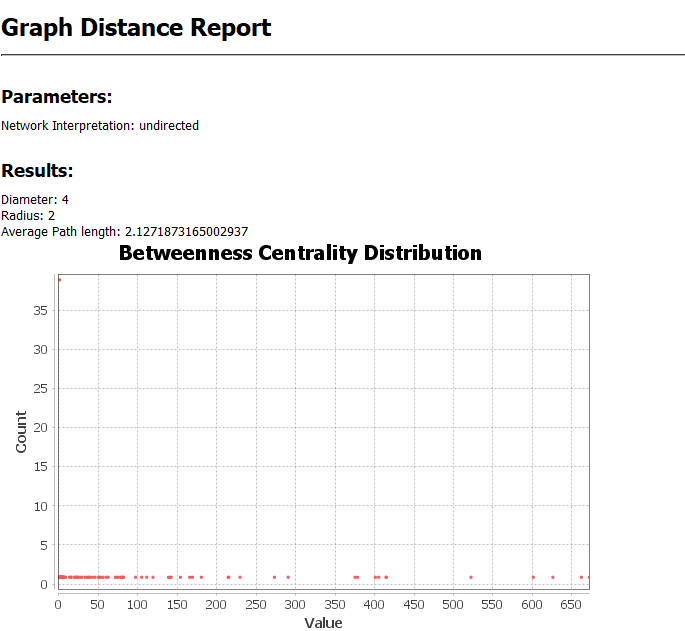 Graph Distance Report
Parameters:
Network Interpretation: undirected
Results:
Diameter: 4
Radius: 2
Average Path length: 2.1271873165002937
Betweenness Centrality Distribution
35
30
25
20
15
10
5
0
Count
0 50 100 150 200 250 300 350 400 450 500 550 600 650
Value